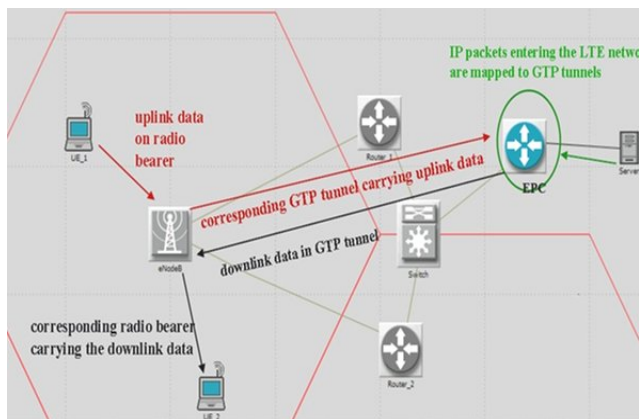 IP packets entering the LTE network
are mapped to GTP tunnels
uplink data
on radio
bearer
UE_1
Router_1
Server
EPC
corresponding GTP tunnel carrying uplink data
downlink data in GTP tunnel
eNodeB
Switch
corresponding radio bearer
carrying the downlink data
Router_2
UE_2